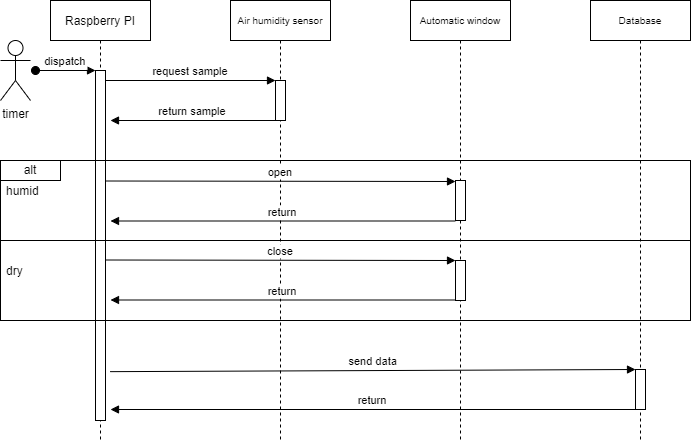 Raspberry PI
Air humidity sensor
Automatic window
Database
dispatch
request sample
return sample
timer
alt
humid
open
return
dry
close
return
send data
return